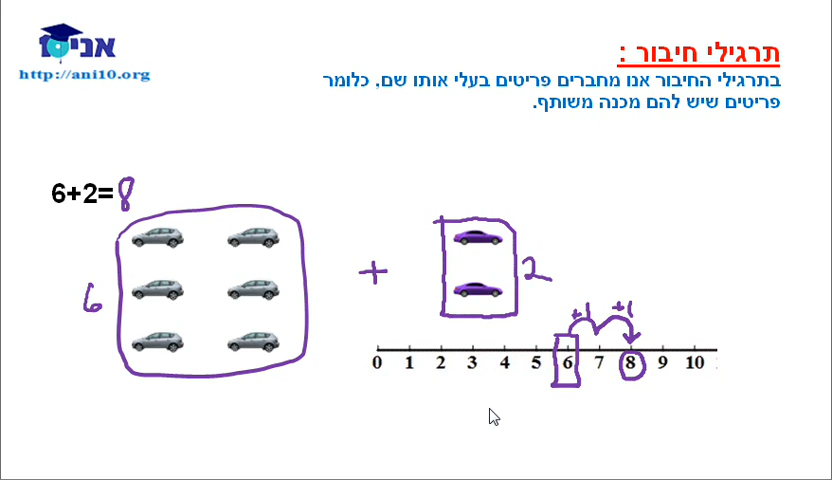 אני10
http://ani10.org
תרגילי חיבור :
בתרגילי החיבור אנו מחברים פריטים בעלי אותו שם, כלומר
פריטים שיש להם מכנה משותף.
6+2=8
6 + 2
+1 +1
0 1 2 3 4 5 6 7 8 9 10